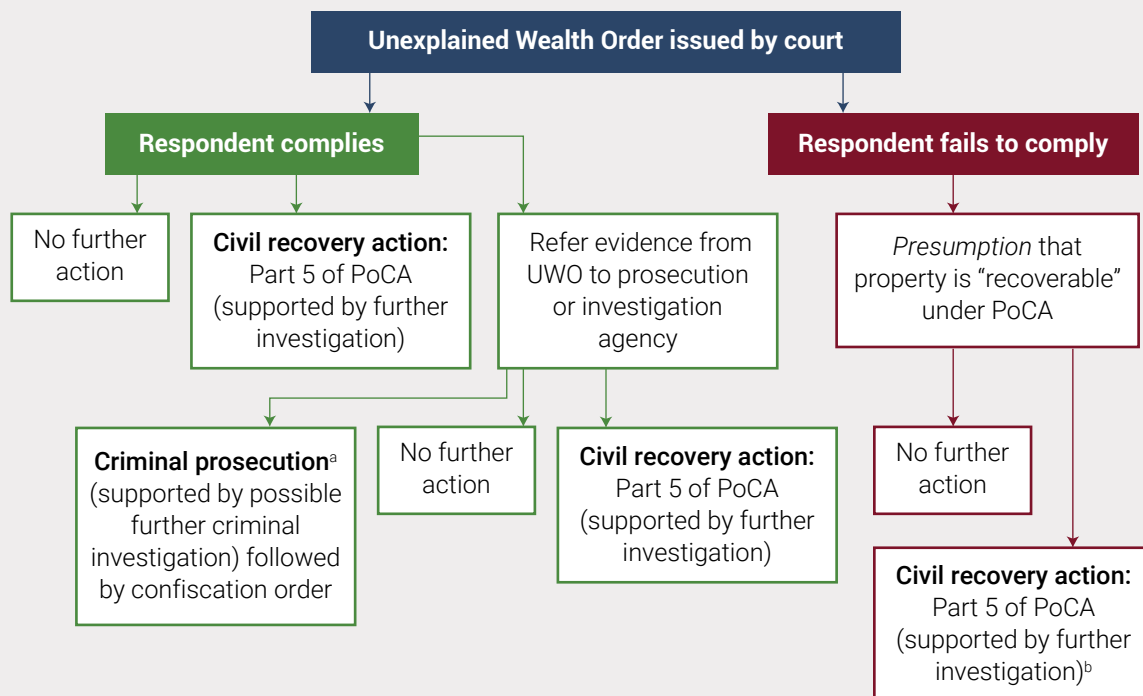 Unexplained Wealth Order issued by court
Respondent complies
Respondent fails to comply
No further
action
Civil recovery action:
Part 5 of PoCA
(supported by further
investigation)
Refer evidence from
UWO to prosecution
or investigation
agency
Presumption that
property is “recoverable”
under PoCA
Criminal prosecutionᵃ
(supported by possible
further criminal
investigation) followed
by confiscation order
No further
action
Civil recovery action:
Part 5 of PoCA
(supported by further
investigation)
No further
action
Civil recovery action:
Part 5 of PoCA
(supported by further
investigation)ᵇ